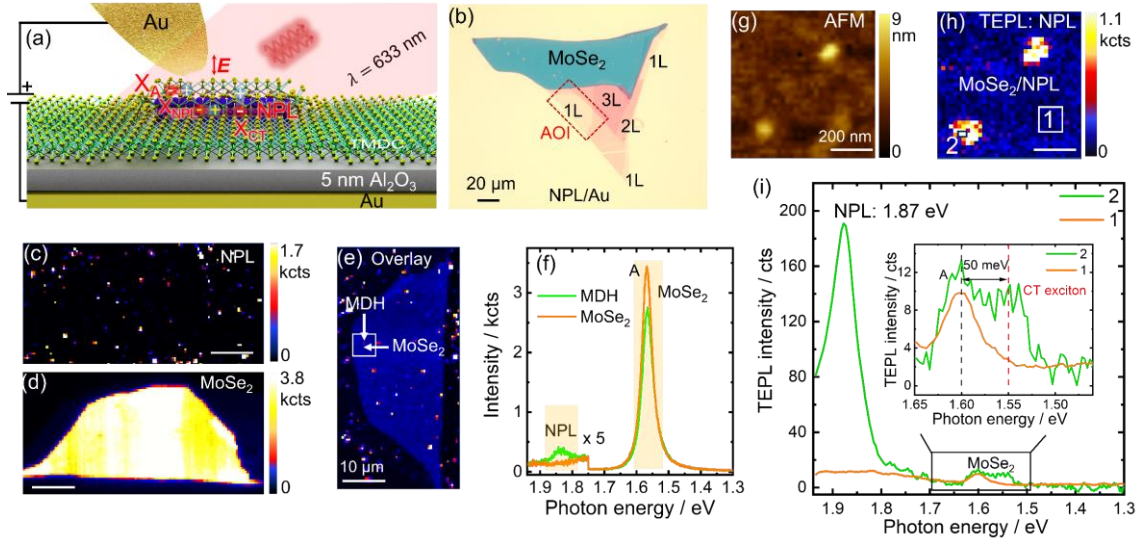 (a)
Au
E
λ = 633 nm
X_A
X_NPL
NPL
X_CT
TMDC
5 nm Al₂O₃
Au
+
−
(b)
MoSe₂
1L
1L
3L
AOI
2L
1L
20 µm
NPL/Au
(c)
NPL
1.7
kcts
0
(d)
MoSe₂
3.8
kcts
0
(e) Overlay
MDH
MoSe₂
10 µm
(f)
A
MDH
MoSe₂
MoSe₂
NPL
x 5
Intensity / kcts
3
2
1
0
1.9 1.8 1.7 1.6 1.5 1.4 1.3
Photon energy / eV
(g)
AFM
9
nm
200 nm
0
(h)
TEPL: NPL
1.1
kcts
MoSe₂/NPL
1
2
0
(i)
NPL: 1.87 eV
2
1
TEPL intensity / cts
200
160
120
80
40
0
MoSe₂
1.9 1.8 1.7 1.6 1.5 1.4 1.3
Photon energy / eV
2
1
A
50 meV
CT exciton
TEPL intensity / cts
12
8
4
0
1.65 1.60 1.55 1.50
Photon energy / eV